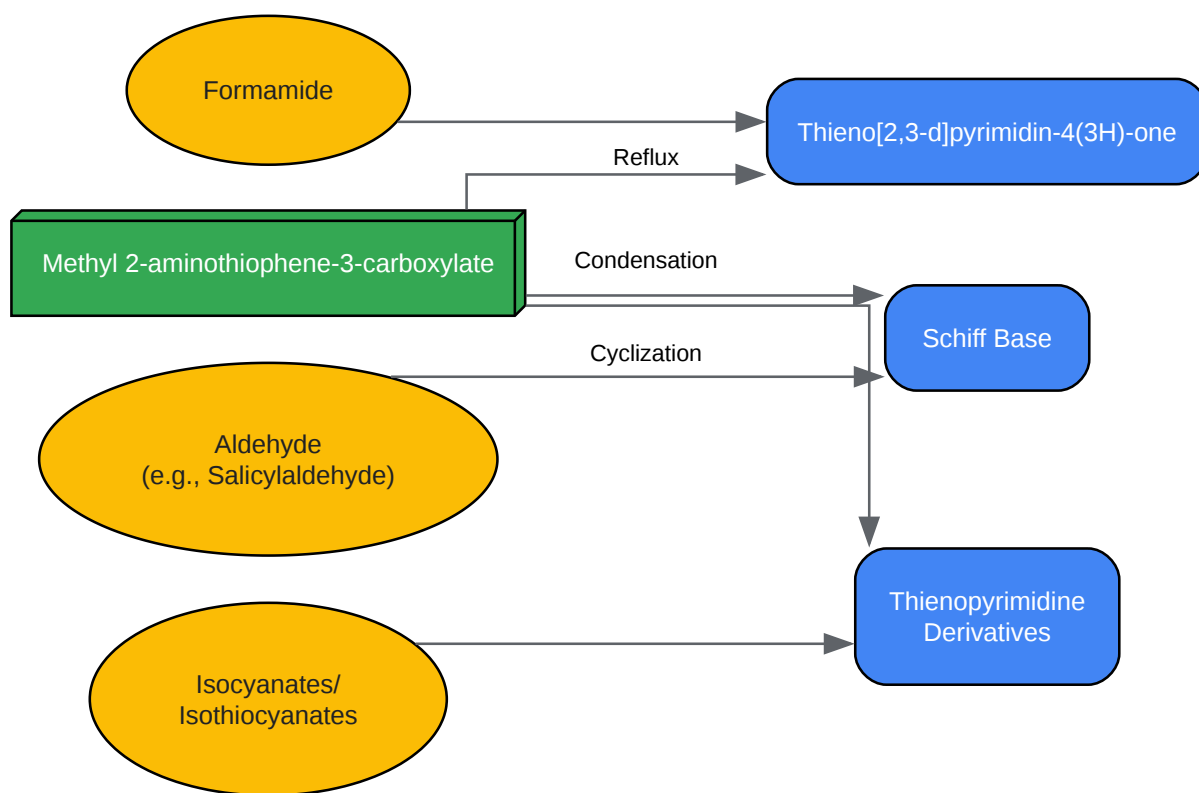 Formamide
Thieno[2,3-d]pyrimidin-4(3H)-one
Reflux
Methyl 2-aminothiophene-3-carboxylate
Condensation
Schiff Base
Cyclization
Aldehyde
(e.g., Salicylaldehyde)
Thienopyrimidine
Derivatives
Isocyanates/
Isothiocyanates